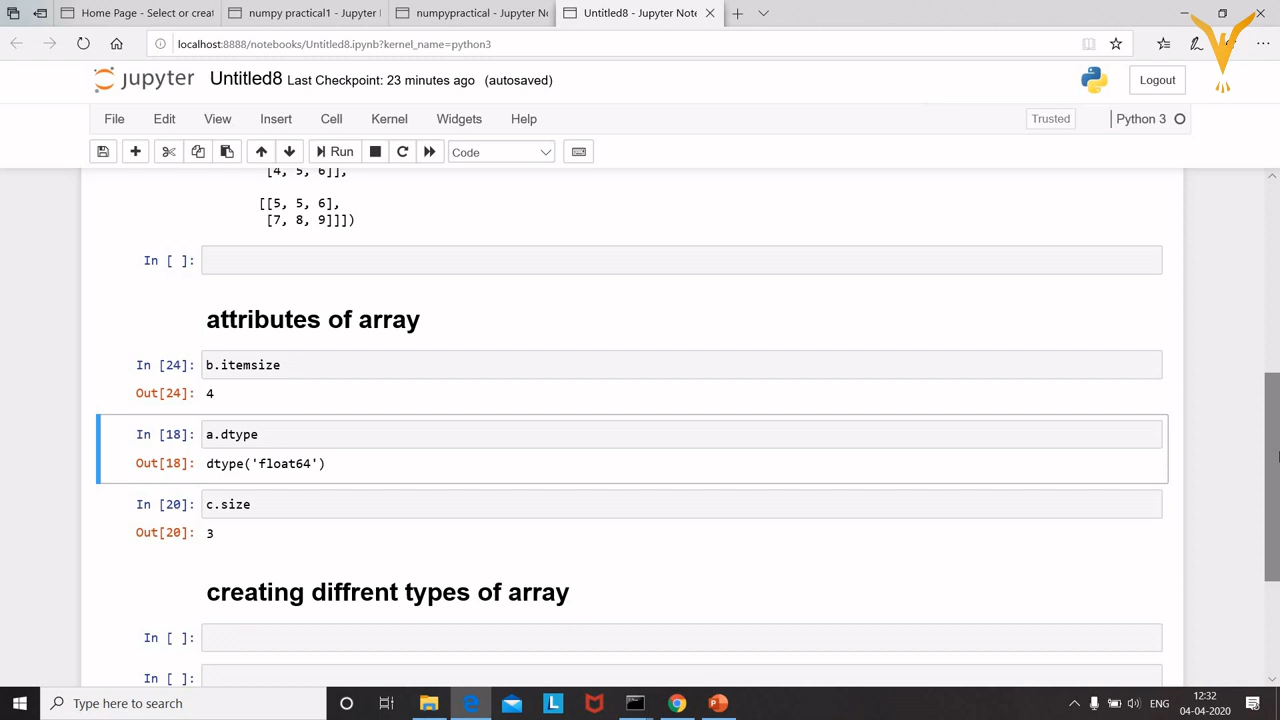 Home Page - Select or creat
numpy practical1 - Jupyter
numpypractical - Jupyter No
Untitled8 - Jupyter Note
localhost:8888/notebooks/Untitled8.ipynb?kernel_name=python3
jupyter Untitled8 Last Checkpoint: 23 minutes ago (autosaved)
Logout
File Edit View Insert Cell Kernel Widgets Help Trusted Python 3
Run Code
[4, 5, 6]],
[[5, 5, 6],
[7, 8, 9]]])
In [ ]:
attributes of array
In [24]: b.itemsize
Out[24]: 4
In [18]: a.dtype
Out[18]: dtype('float64')
In [20]: c.size
Out[20]: 3
creating diffrent types of array
In [ ]:
In [ ]:
Type here to search
L
ENG
12:32
04-04-2020